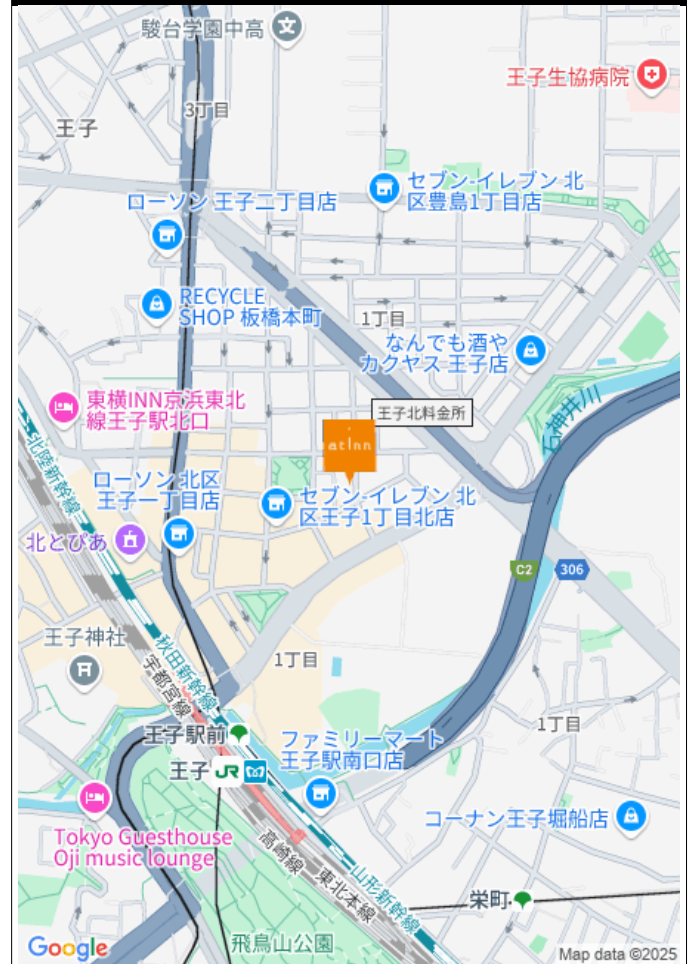 駿台学園中高
王子生協病院
3丁目
王子
セブン-イレブン 北
区豊島1丁目店
ローソン 王子二丁目店
RECYCLE
SHOP 板橋本町
1丁目
なんでも酒や
カクヤス 王子店
石神井川
東横INN京浜東北
線王子駅北口
王子北料金所
atInn
北陸新幹線
ローソン 北区
王子一丁目店
セブン-イレブン 北
区王子1丁目北店
北とぴあ
C2
306
王子神社
秋田新幹線
宇都宮線
1丁目
1丁目
王子駅前
ファミリーマート
王子駅南口店
王子 JR
コーナン王子堀船店
Tokyo Guesthouse
Oji music lounge
高崎線
東北本線
山形新幹線
栄町
飛鳥山公園
Google
Map data ©2025